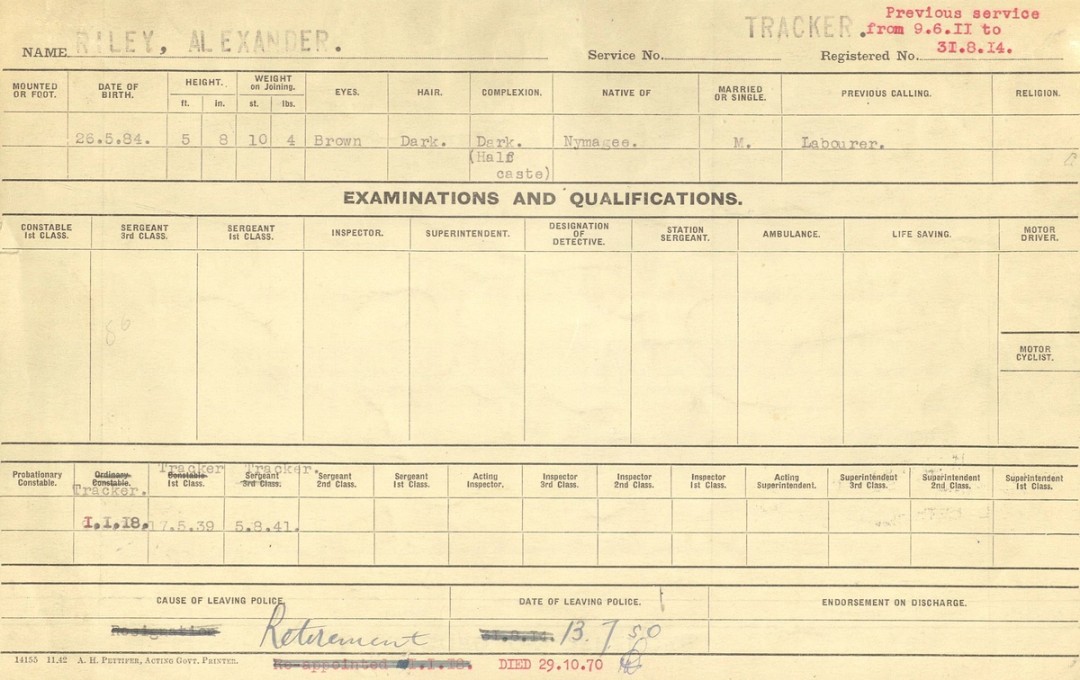 Previous service
TRACKER. from 9.6.11 to
NAME RILEY, ALEXANDER. Service No. Registered No. 31.8.14.
MOUNTED OR FOOT. DATE OF BIRTH. HEIGHT. ft. in. WEIGHT on Joining. st. lbs. EYES. HAIR. COMPLEXION. NATIVE OF MARRIED OR SINGLE. PREVIOUS CALLING. RELIGION.
26.5.84. 5 8 10 4 Brown Dark. Dark. Nymagee. M. Labourer.
(Half
caste)
EXAMINATIONS AND QUALIFICATIONS.
CONSTABLE 1st CLASS. SERGEANT 3rd CLASS. SERGEANT 1st CLASS. INSPECTOR. SUPERINTENDENT. DESIGNATION OF DETECTIVE. STATION SERGEANT. AMBULANCE. LIFE SAVING. MOTOR DRIVER.
MOTOR CYCLIST.
Tracker Tracker.
Probationary Constable. Ordinary Constable. Constable 1st Class. Sergeant 3rd Class. Sergeant 2nd Class. Sergeant 1st Class. Acting Inspector. Inspector 3rd Class. Inspector 2nd Class. Inspector 1st Class. Acting Superintendent. Superintendent 3rd Class. Superintendent 2nd Class. Superintendent 1st Class.
Tracker.
1.1.18. 17.5.39 5.8.41.
CAUSE OF LEAVING POLICE. DATE OF LEAVING POLICE. ENDORSEMENT ON DISCHARGE.
Resignation Retirement 31.8.14. 13.7.50
14155 11.42 A. H. PETTIFER, ACTING GOVT. PRINTER. Re-appointed 1.1.18. DIED 29.10.70